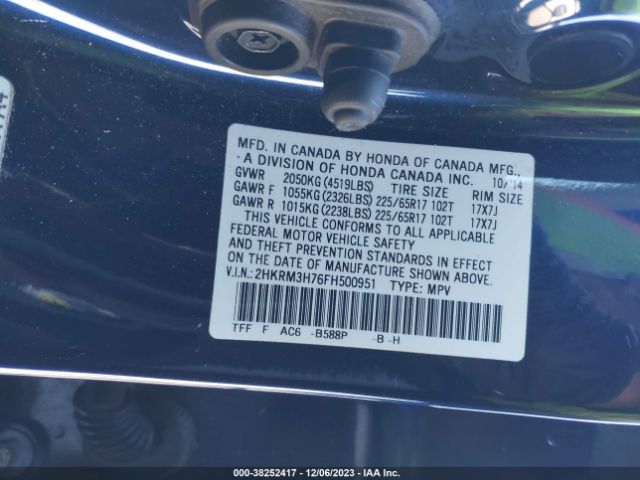 MFD. IN CANADA BY HONDA OF CANADA MFG.,
- A DIVISION OF HONDA CANADA INC. 10/'14
GVWR 2050KG (4519LBS) TIRE SIZE RIM SIZE
GAWR F 1055KG (2326LBS) 225/65R17 102T 17X7J
GAWR R 1015KG (2238LBS) 225/65R17 102T 17X7J
THIS VEHICLE CONFORMS TO ALL APPLICABLE
FEDERAL MOTOR VEHICLE SAFETY
AND THEFT PREVENTION STANDARDS IN EFFECT
ON THE DATE OF MANUFACTURE SHOWN ABOVE.
V.I.N.: 2HKRM3H76FH500951 TYPE: MPV
TFF F AC6 -B588P -B -H
000-38252417 - 12/06/2023 - IAA Inc.